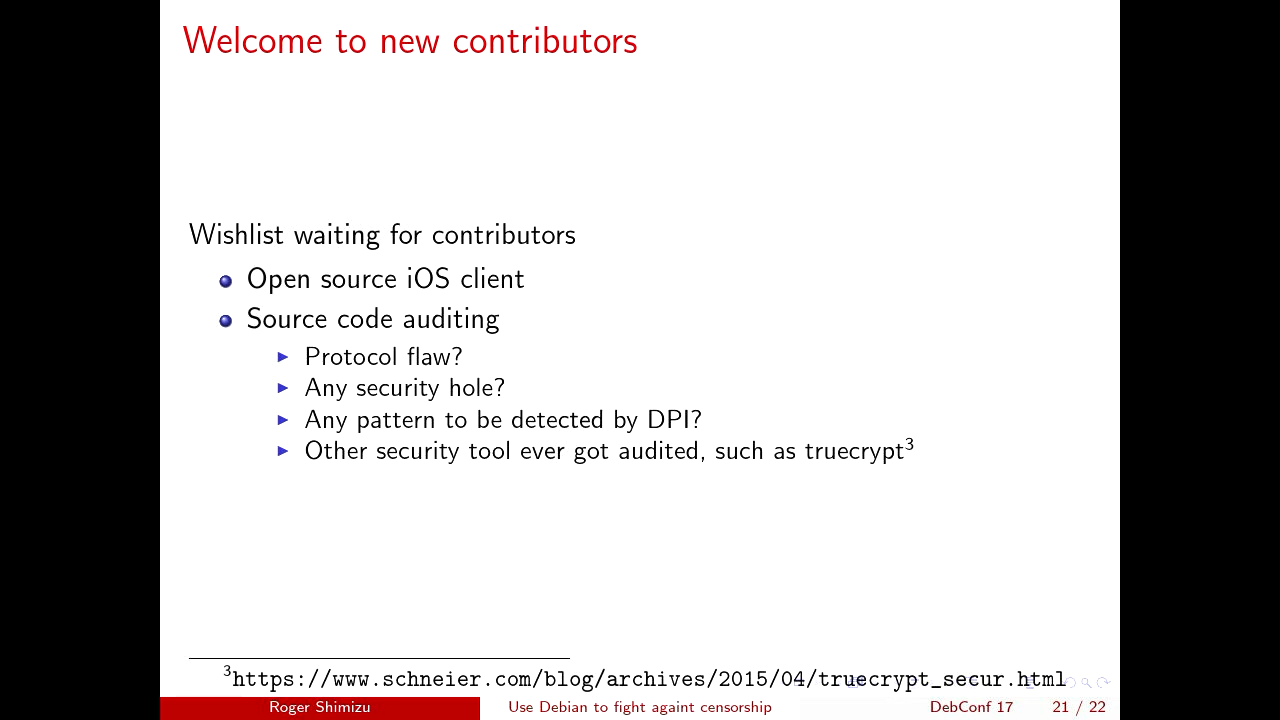 Welcome to new contributors
Wishlist waiting for contributors
Open source iOS client
Source code auditing
Protocol flaw?
Any security hole?
Any pattern to be detected by DPI?
Other security tool ever got audited, such as truecrypt³
³https://www.schneier.com/blog/archives/2015/04/truecrypt_secur.html
Roger Shimizu Use Debian to fight againt censorship DebConf 17 21 / 22